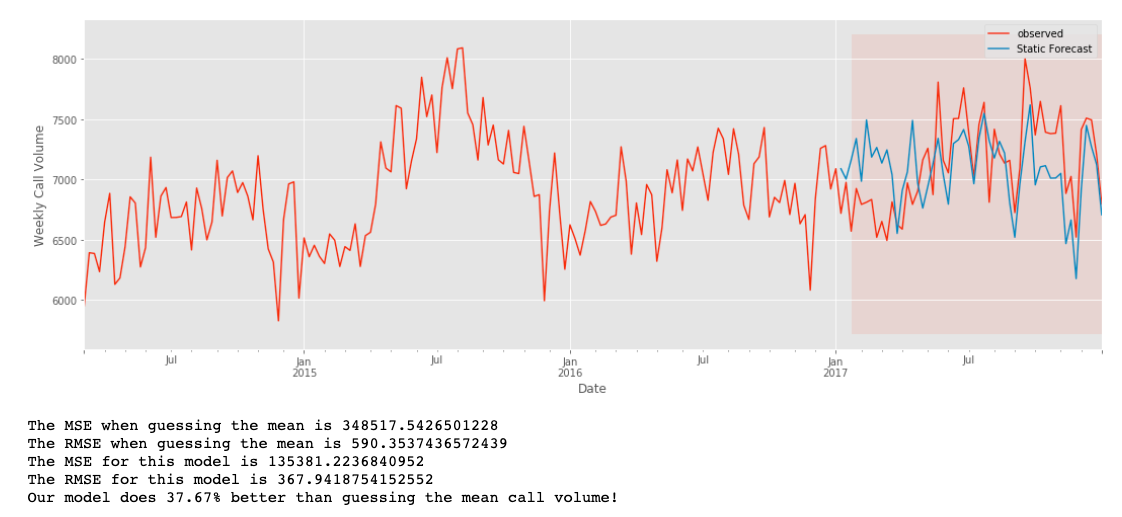 observed
Static Forecast
8000
7500
7000
6500
6000
Weekly Call Volume
Jul
Jan
2015
Jul
Jan
2016
Jul
Jan
2017
Jul
Date
The MSE when guessing the mean is 348517.5426501228
The RMSE when guessing the mean is 590.3537436572439
The MSE for this model is 135381.2236840952
The RMSE for this model is 367.9418754152552
Our model does 37.67% better than guessing the mean call volume!